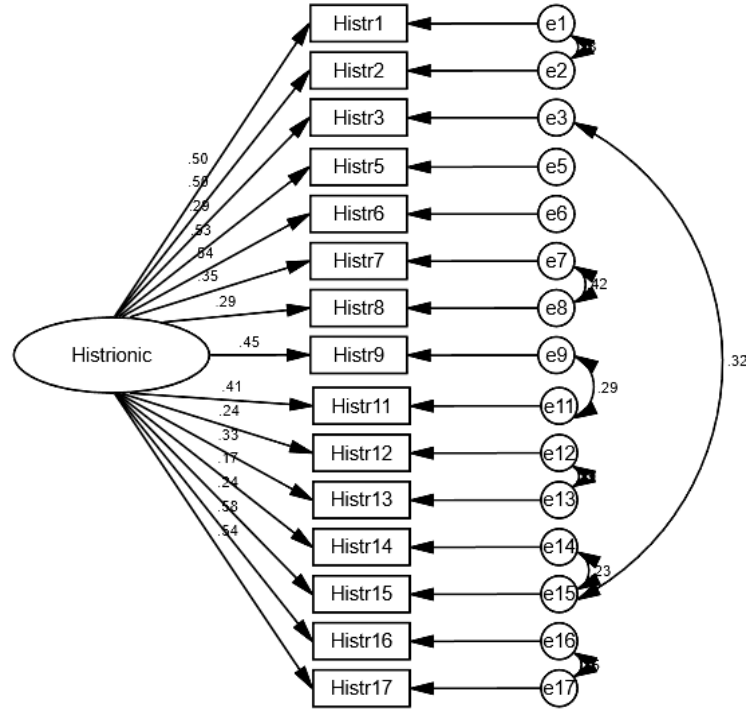 Histr1
e1
Histr2
e2
Histr3
e3
.50
Histr5
e5
.50
.29
Histr6
e6
.53
.54
Histr7
e7
.35
.42
.29
Histr8
e8
Histrionic
.45
Histr9
e9
.32
.41
.29
Histr11
e11
.24
.33
Histr12
e12
.17
.24
Histr13
e13
.58
.54
Histr14
e14
.23
Histr15
e15
Histr16
e16
Histr17
e17